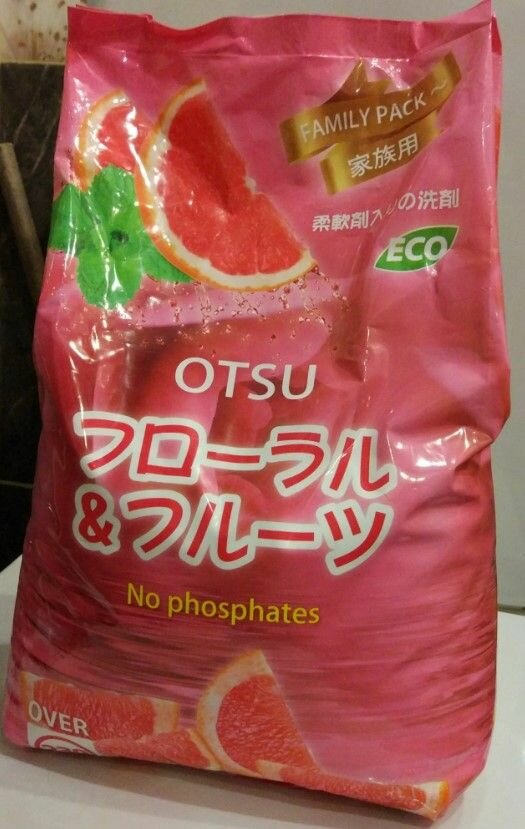 FAMILY PACK ~
家族用
柔軟剤入りの洗剤
ECO
OTSU
フローラル
&フルーツ
No phosphates
OVER